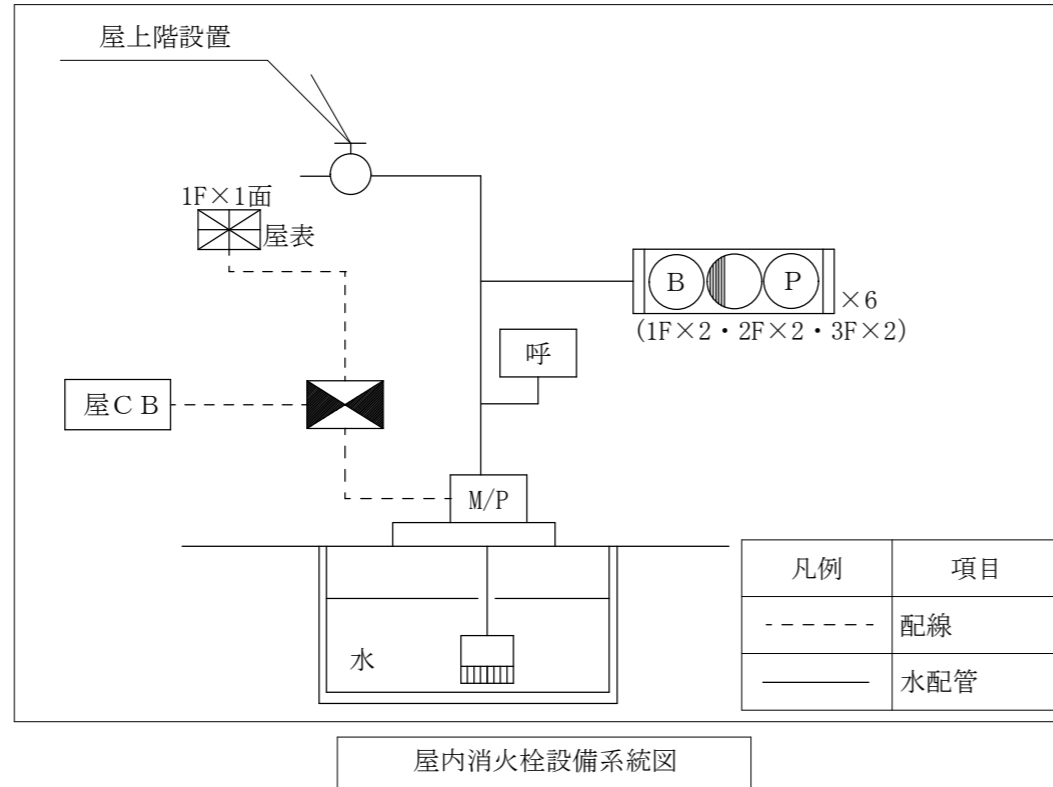 屋上階設置
1F×1面
屋表
B
P
×6
(1F×2・2F×2・3F×2)
呼
屋CB
M/P
水
凡例 項目
配線
水配管
屋内消火栓設備系統図